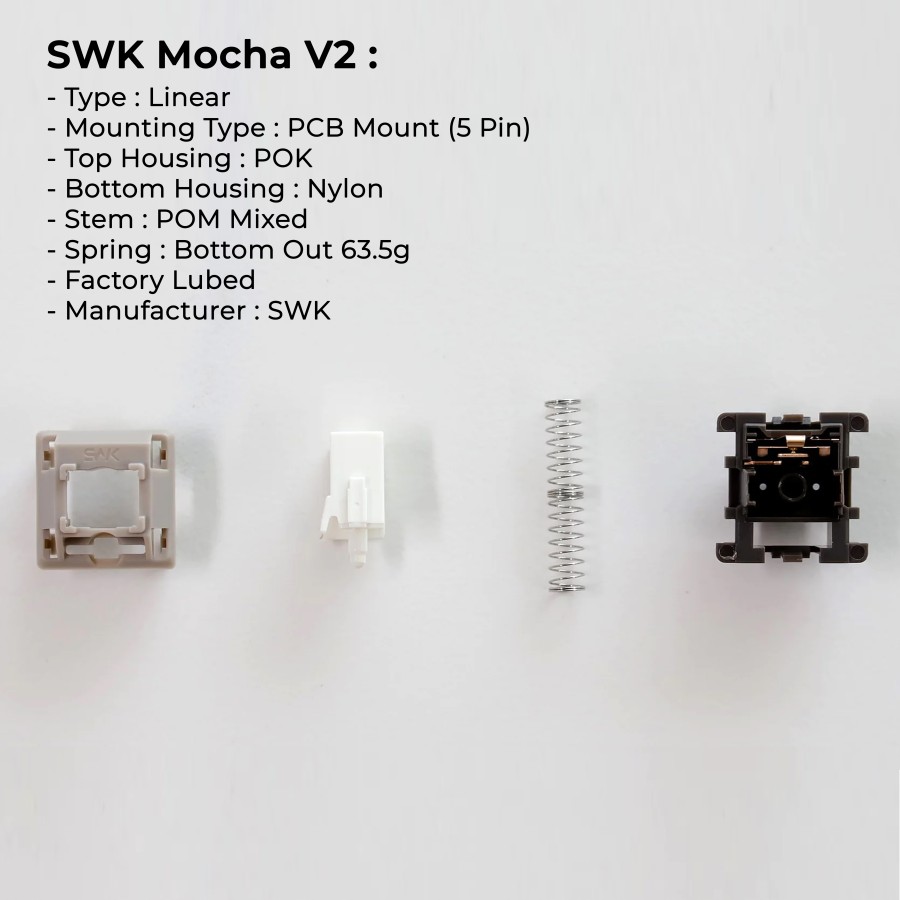 SWK Mocha V2 :
- Type : Linear
- Mounting Type : PCB Mount (5 Pin)
- Top Housing : POK
- Bottom Housing : Nylon
- Stem : POM Mixed
- Spring : Bottom Out 63.5g
- Factory Lubed
- Manufacturer : SWK
SWK